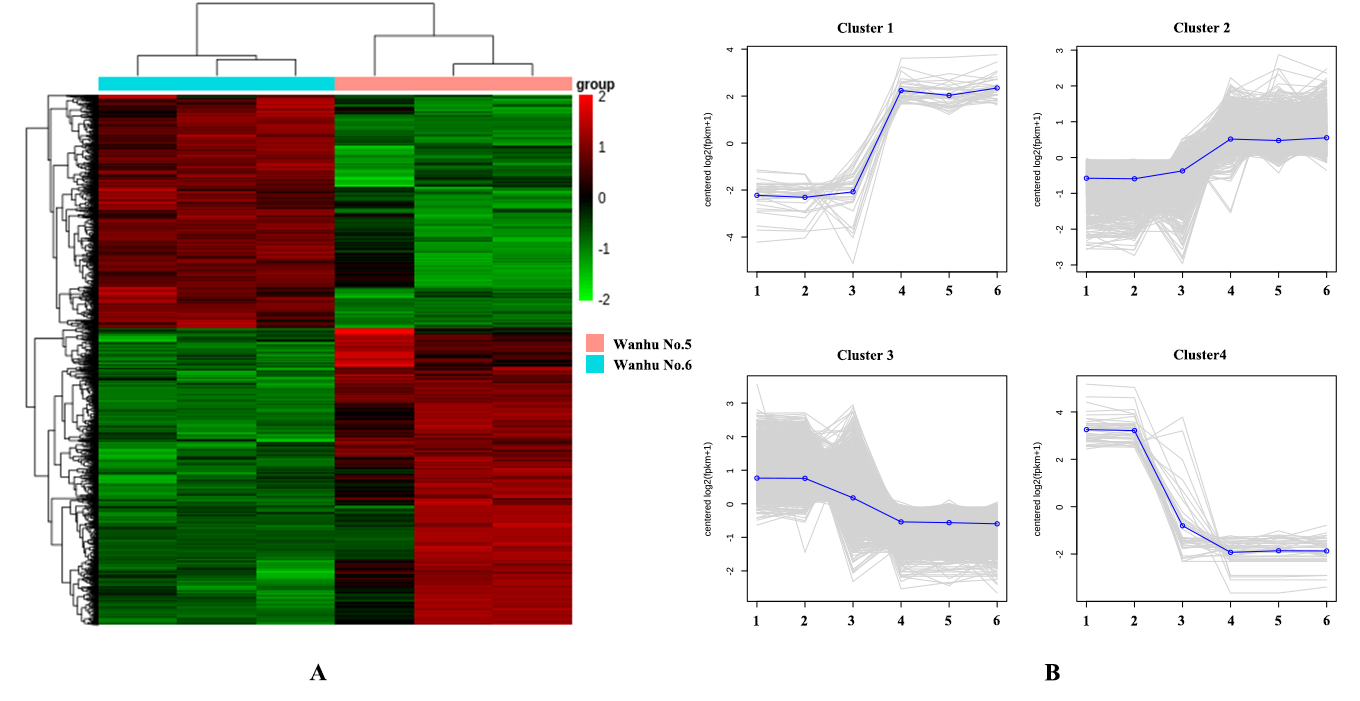 group
2
1
0
-1
-2
Wanhu No.5
Wanhu No.6
A
Cluster 1
centered log2(fpkm+1)
4
2
0
-2
-4
1 2 3 4 5 6
Cluster 2
centered log2(fpkm+1)
3
2
1
0
-1
-2
-3
1 2 3 4 5 6
Cluster 3
centered log2(fpkm+1)
3
2
1
0
-1
-2
1 2 3 4 5 6
Cluster4
centered log2(fpkm+1)
4
2
0
-2
1 2 3 4 5 6
B